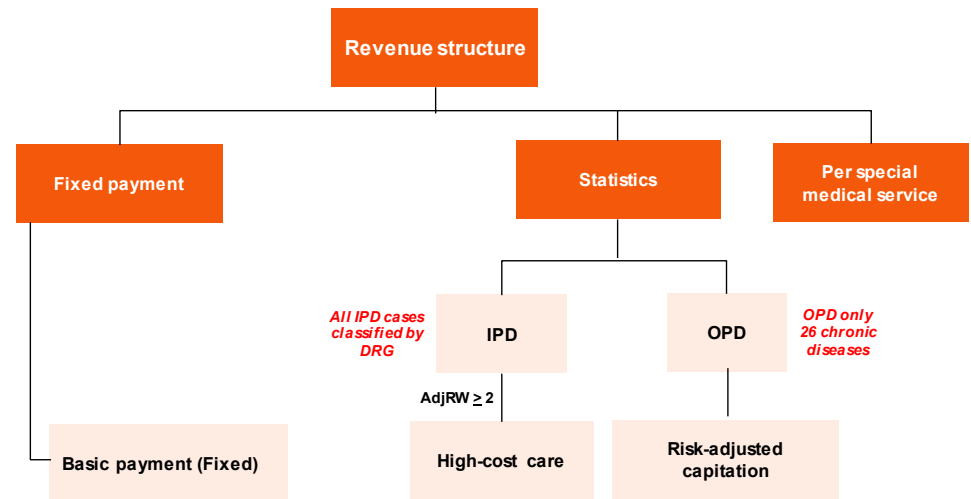 Revenue structure
Fixed payment
Statistics
Per special
medical service
All IPD cases
classified by
DRG
IPD
OPD
OPD only
26 chronic
diseases
AdjRW ≥ 2
Basic payment (Fixed)
High-cost care
Risk-adjusted
capitation